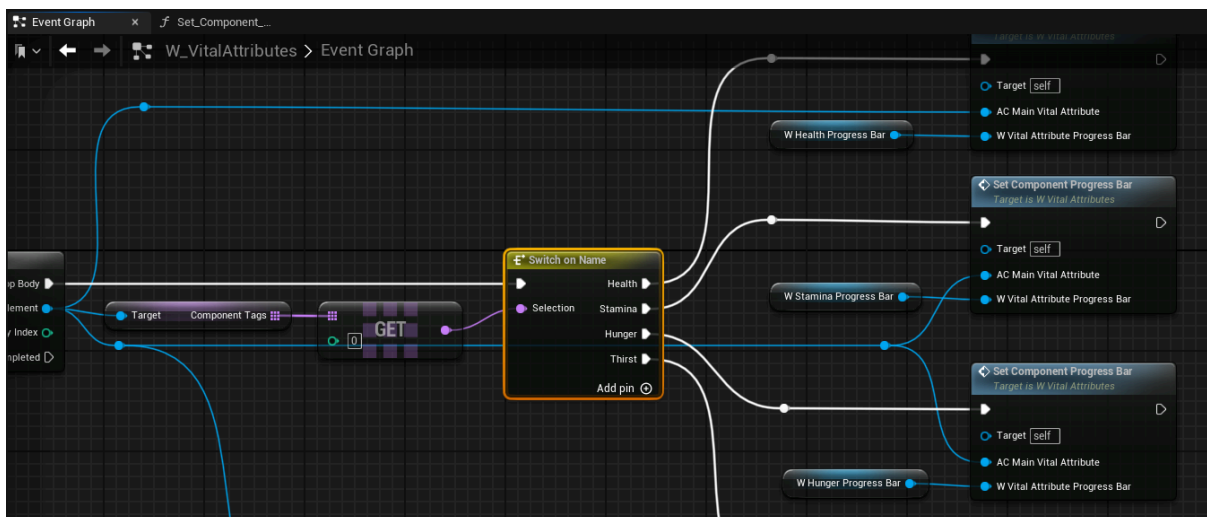 Event Graph
×
f Set_Component_...
W_VitalAttributes > Event Graph
Target is W Vital Attributes
Target self
AC Main Vital Attribute
W Vital Attribute Progress Bar
W Health Progress Bar
Set Component Progress Bar
Target is W Vital Attributes
Target self
AC Main Vital Attribute
W Vital Attribute Progress Bar
W Stamina Progress Bar
op Body
lement
y Index
mpleted
Target Component Tags
GET
0
Switch on Name
Health
Selection Stamina
Hunger
Thirst
Add pin
Set Component Progress Bar
Target is W Vital Attributes
Target self
AC Main Vital Attribute
W Vital Attribute Progress Bar
W Hunger Progress Bar